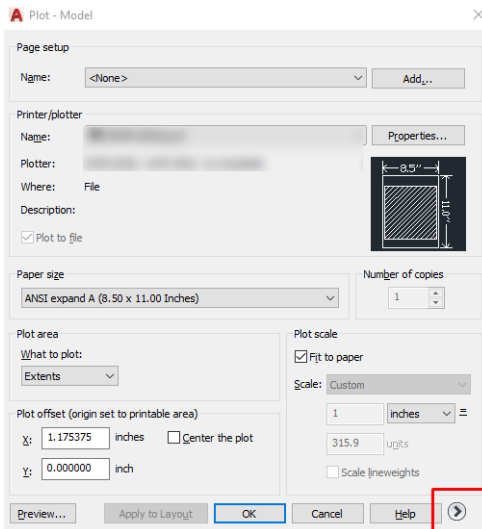 Plot - Model
Page setup
Name: <None> Add...
Printer/plotter
Name: Properties...
Plotter:
Where: File
Description:
Plot to file
8.5"
11.0"
Paper size
ANSI expand A (8.50 x 11.00 Inches)
Number of copies
1
Plot area
What to plot:
Extents
Plot scale
Fit to paper
Scale: Custom
1 inches =
315.9 units
Scale lineweights
Plot offset (origin set to printable area)
X: 1.175375 inches Center the plot
Y: 0.000000 inch
Preview... Apply to Layout OK Cancel Help